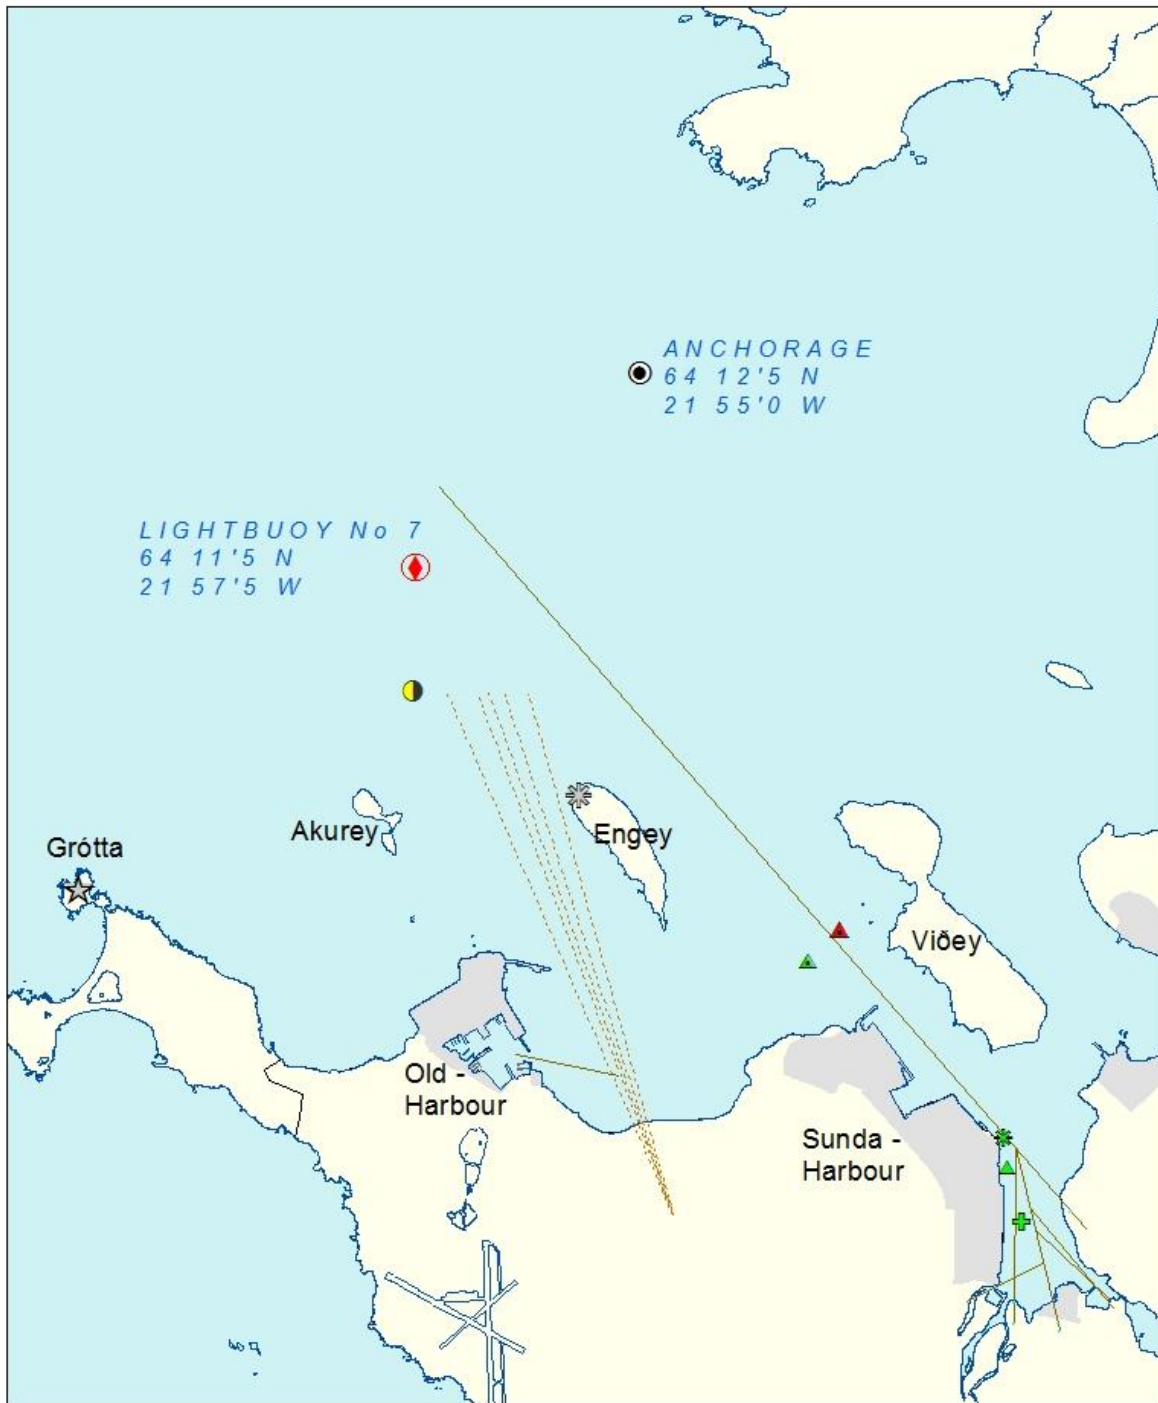 ANCHORAGE
64 12'5 N
21 55'0 W
LIGHTBUOY No 7
64 11'5 N
21 57'5 W
Akurey
Engey
Grótta
Viðey
Old -
Harbour
Sunda -
Harbour